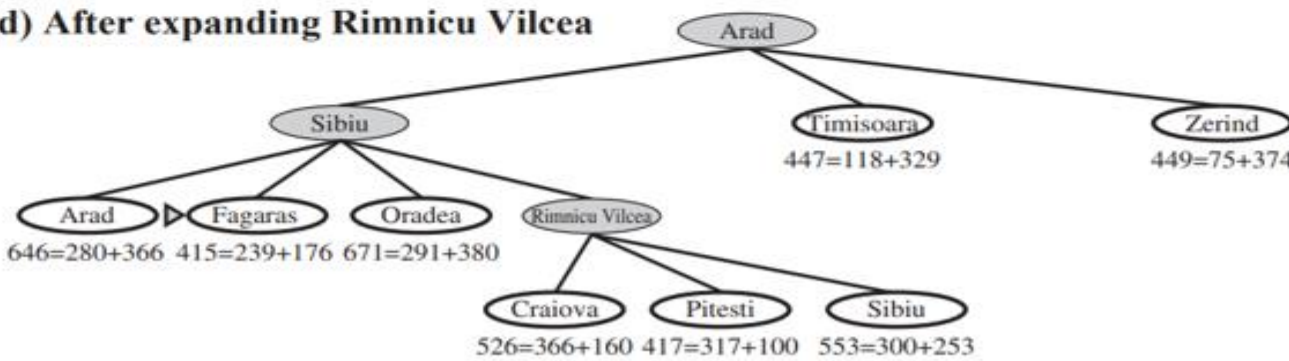 d) After expanding Rimnicu Vilcea
Arad
Sibiu
Timisoara
Zerind
447=118+329
449=75+374
Arad
Fagaras
Oradea
Rimnicu Vilcea
646=280+366 415=239+176 671=291+380
Craiova
Pitesti
Sibiu
526=366+160 417=317+100 553=300+253